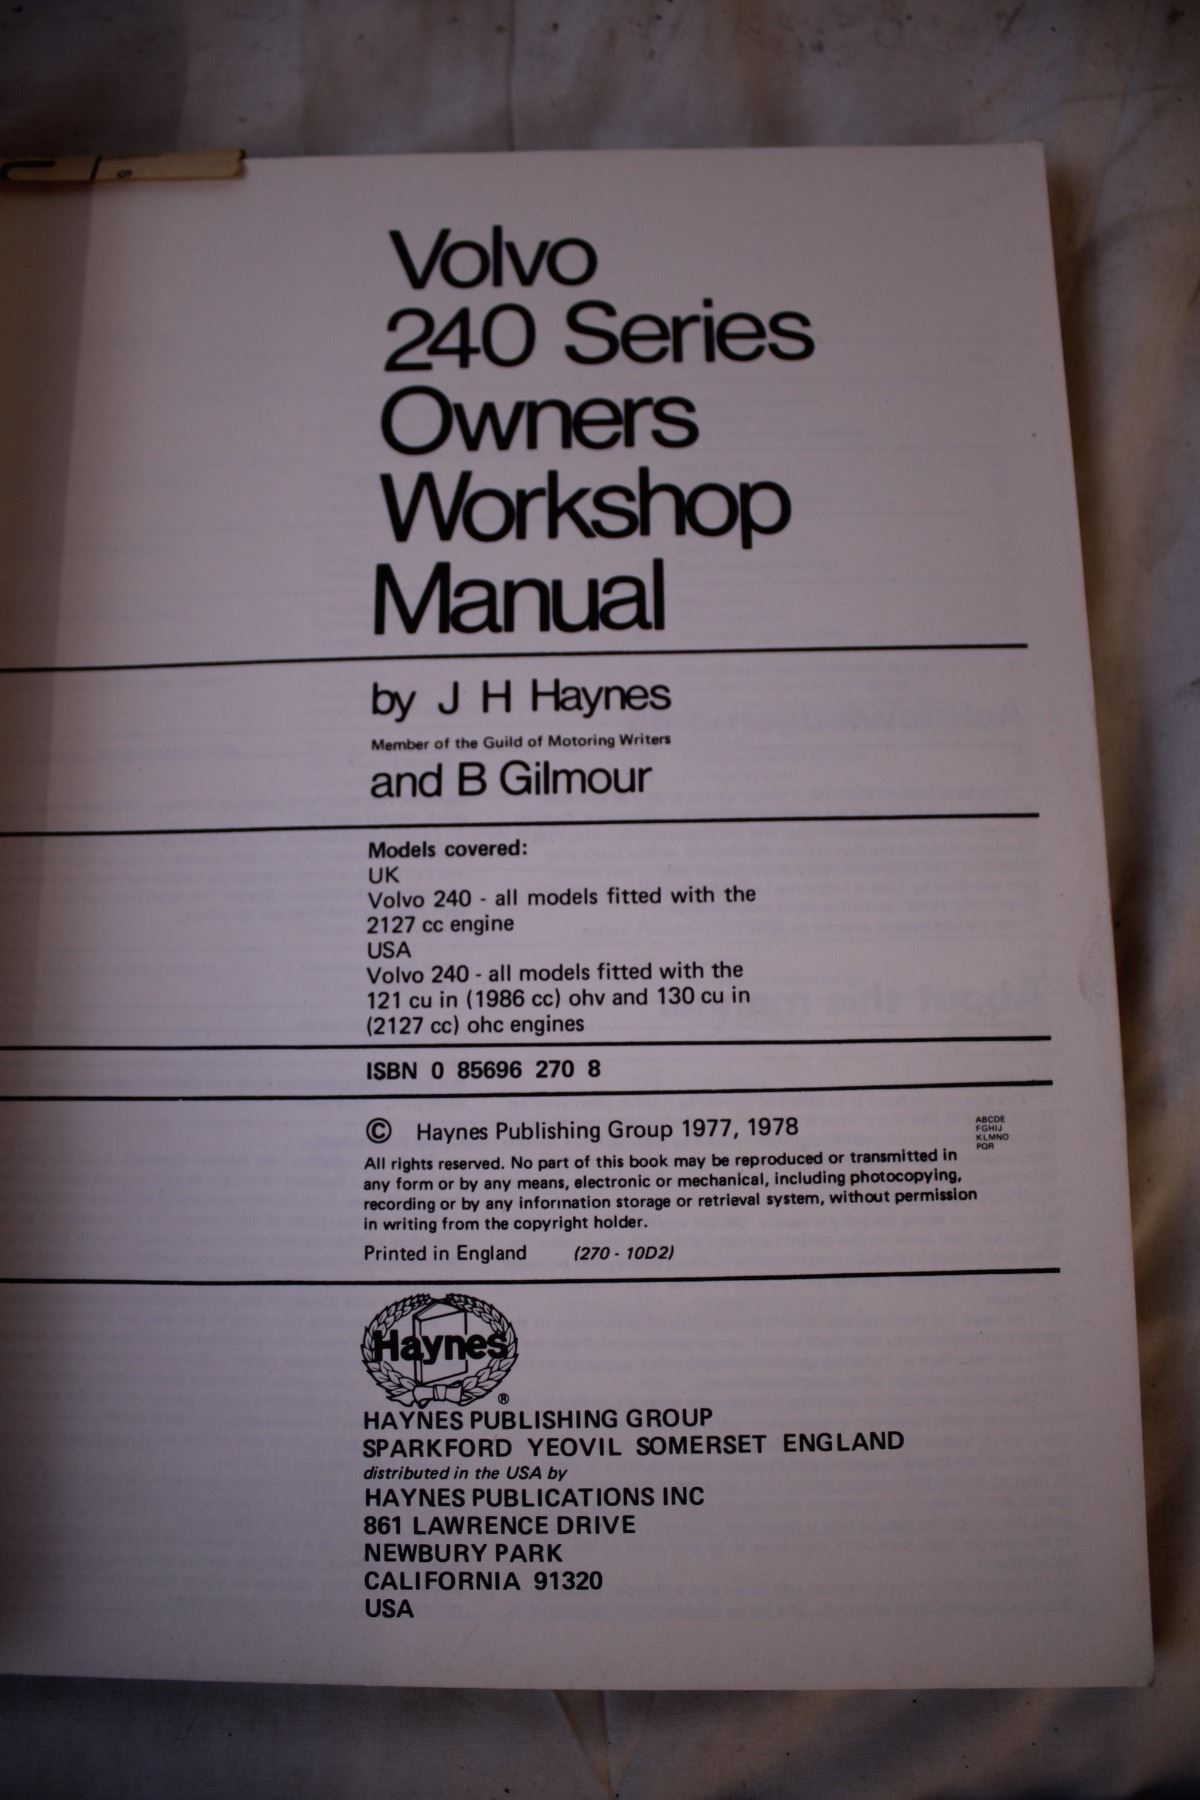 Volvo
240 Series
Owners
Workshop
Manual
by J H Haynes
Member of the Guild of Motoring Writers
and B Gilmour
Models covered:
UK
Volvo 240 - all models fitted with the
2127 cc engine
USA
Volvo 240 - all models fitted with the
121 cu in (1986 cc) ohv and 130 cu in
(2127 cc) ohc engines
ISBN 0 85696 270 8
© Haynes Publishing Group 1977, 1978
ABCDE
FGHIJ
KLMNO
PQR
All rights reserved. No part of this book may be reproduced or transmitted in
any form or by any means, electronic or mechanical, including photocopying,
recording or by any information storage or retrieval system, without permission
in writing from the copyright holder.
Printed in England (270 - 10D2)
Haynes
®
HAYNES PUBLISHING GROUP
SPARKFORD YEOVIL SOMERSET ENGLAND
distributed in the USA by
HAYNES PUBLICATIONS INC
861 LAWRENCE DRIVE
NEWBURY PARK
CALIFORNIA 91320
USA